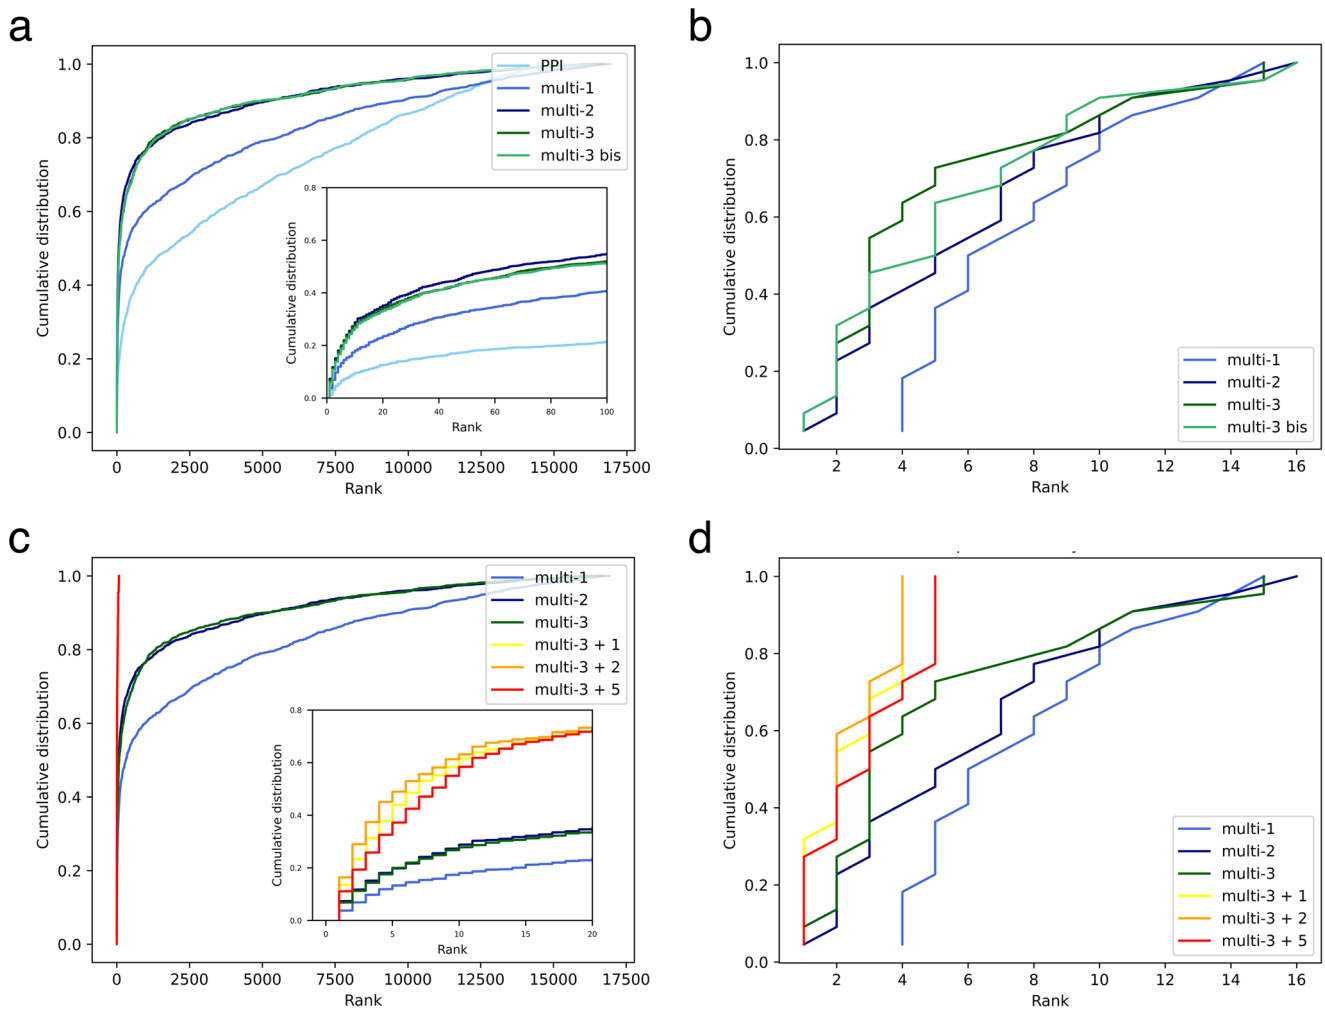 a
1.0
0.8
0.6
0.4
0.2
0.0
Cumulative distribution
0
2500
5000
7500
10000
12500
15000
17500
Rank
PPI
multi-1
multi-2
multi-3
multi-3 bis
0.8
0.6
0.4
0.2
0.0
Cumulative distribution
0
20
40
60
80
100
Rank
b
1.0
0.8
0.6
0.4
0.2
0.0
Cumulative distribution
2
4
6
8
10
12
14
16
Rank
multi-1
multi-2
multi-3
multi-3 bis
c
1.0
0.8
0.6
0.4
0.2
0.0
Cumulative distribution
0
2500
5000
7500
10000
12500
15000
17500
Rank
multi-1
multi-2
multi-3
multi-3 + 1
multi-3 + 2
multi-3 + 5
0.8
0.6
0.4
0.2
0.0
Cumulative distribution
0
5
10
15
20
Rank
d
1.0
0.8
0.6
0.4
0.2
0.0
Cumulative distribution
2
4
6
8
10
12
14
16
Rank
multi-1
multi-2
multi-3
multi-3 + 1
multi-3 + 2
multi-3 + 5